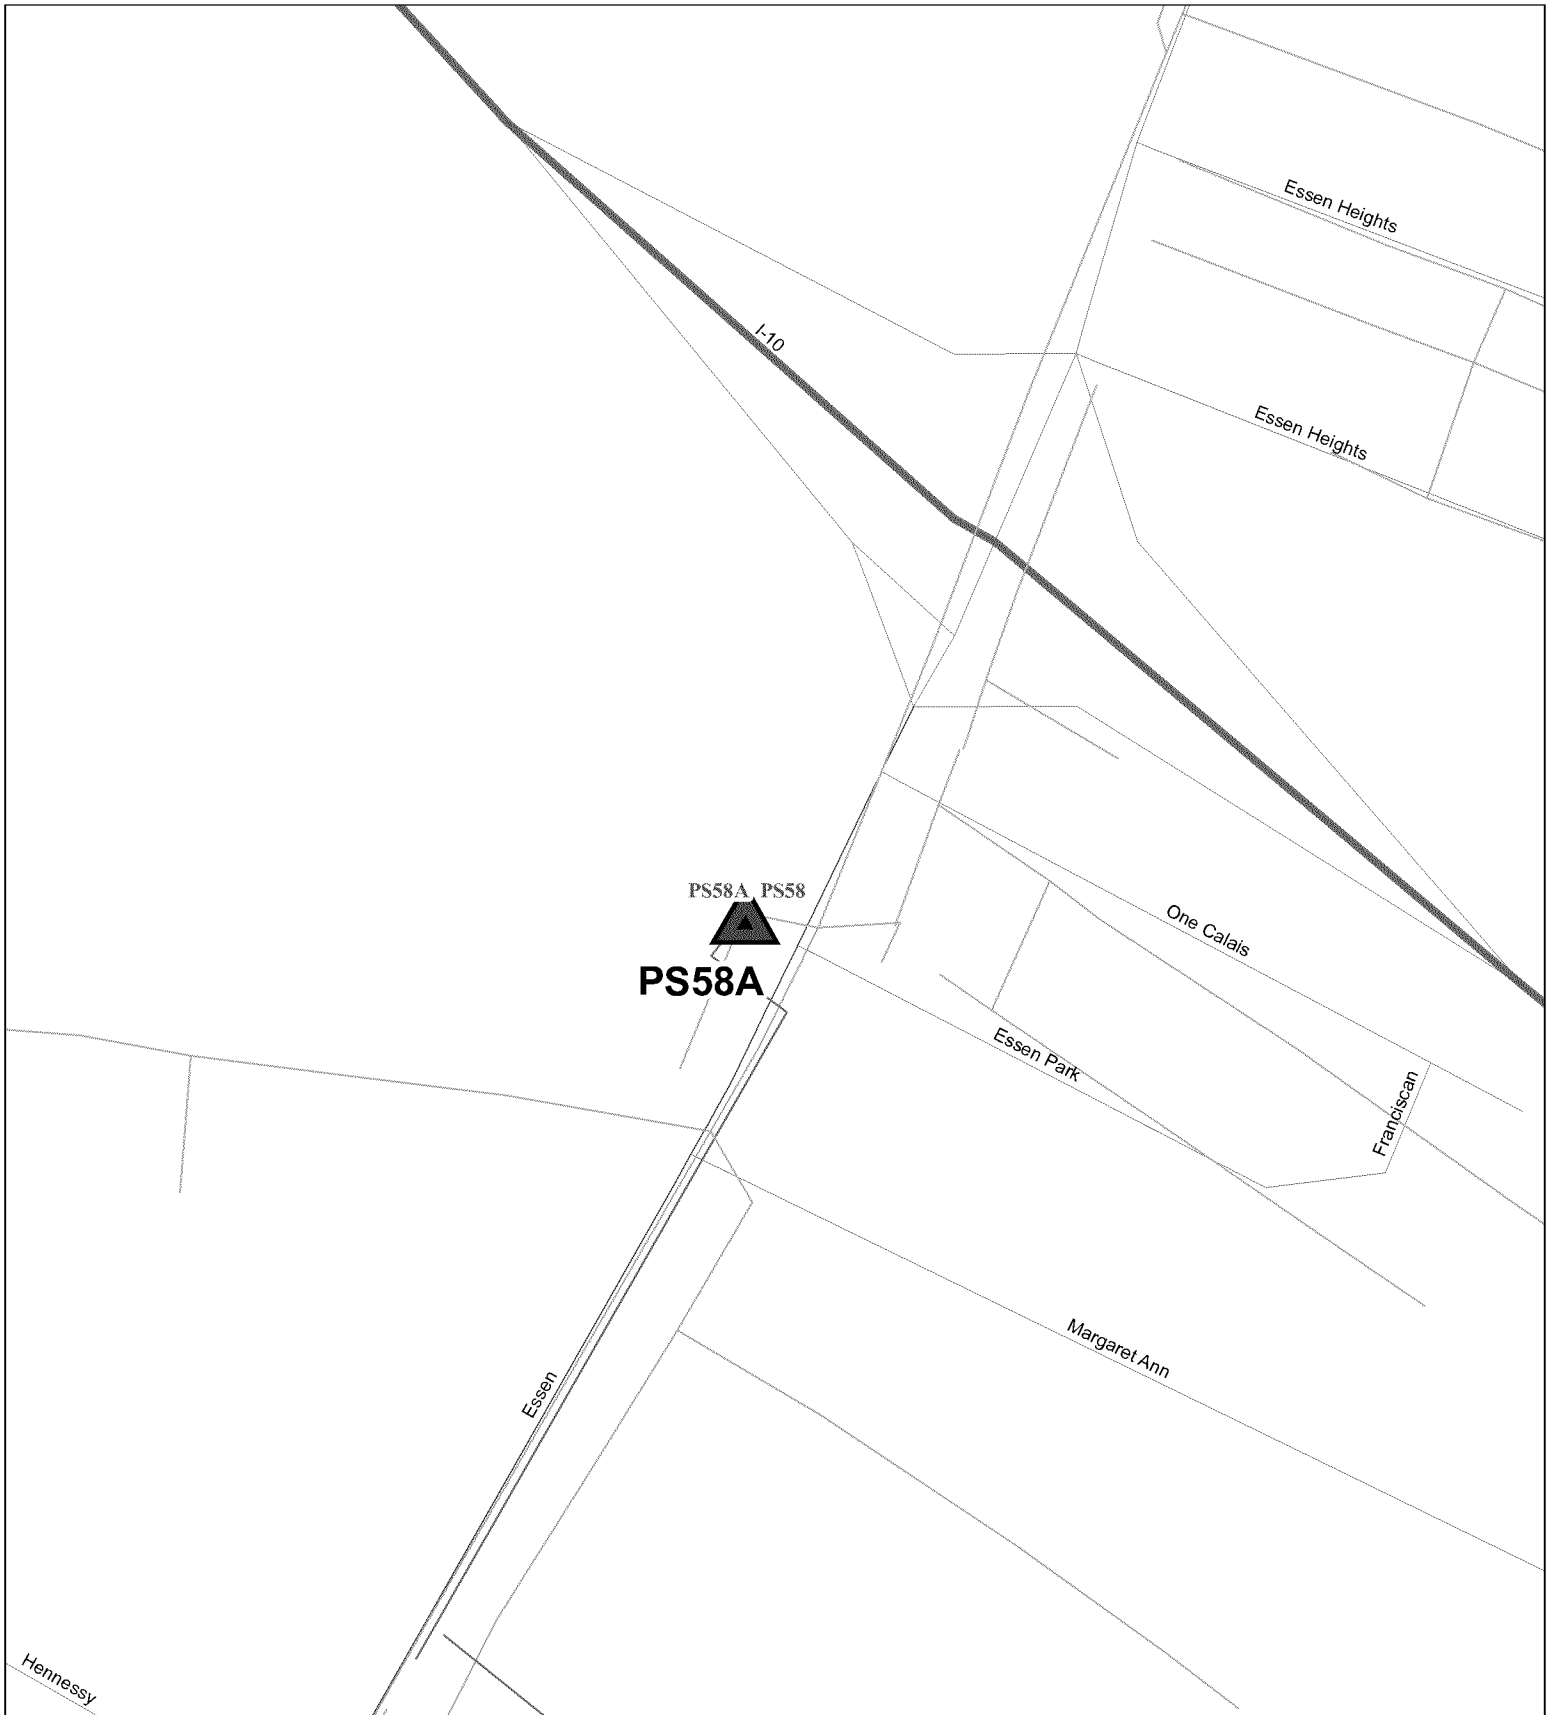 Essen Heights
I-10
Essen Heights
PS58A PS58
One Calais
PS58A
Essen Park
Franciscan
Margaret Ann
Essen
Hennessy